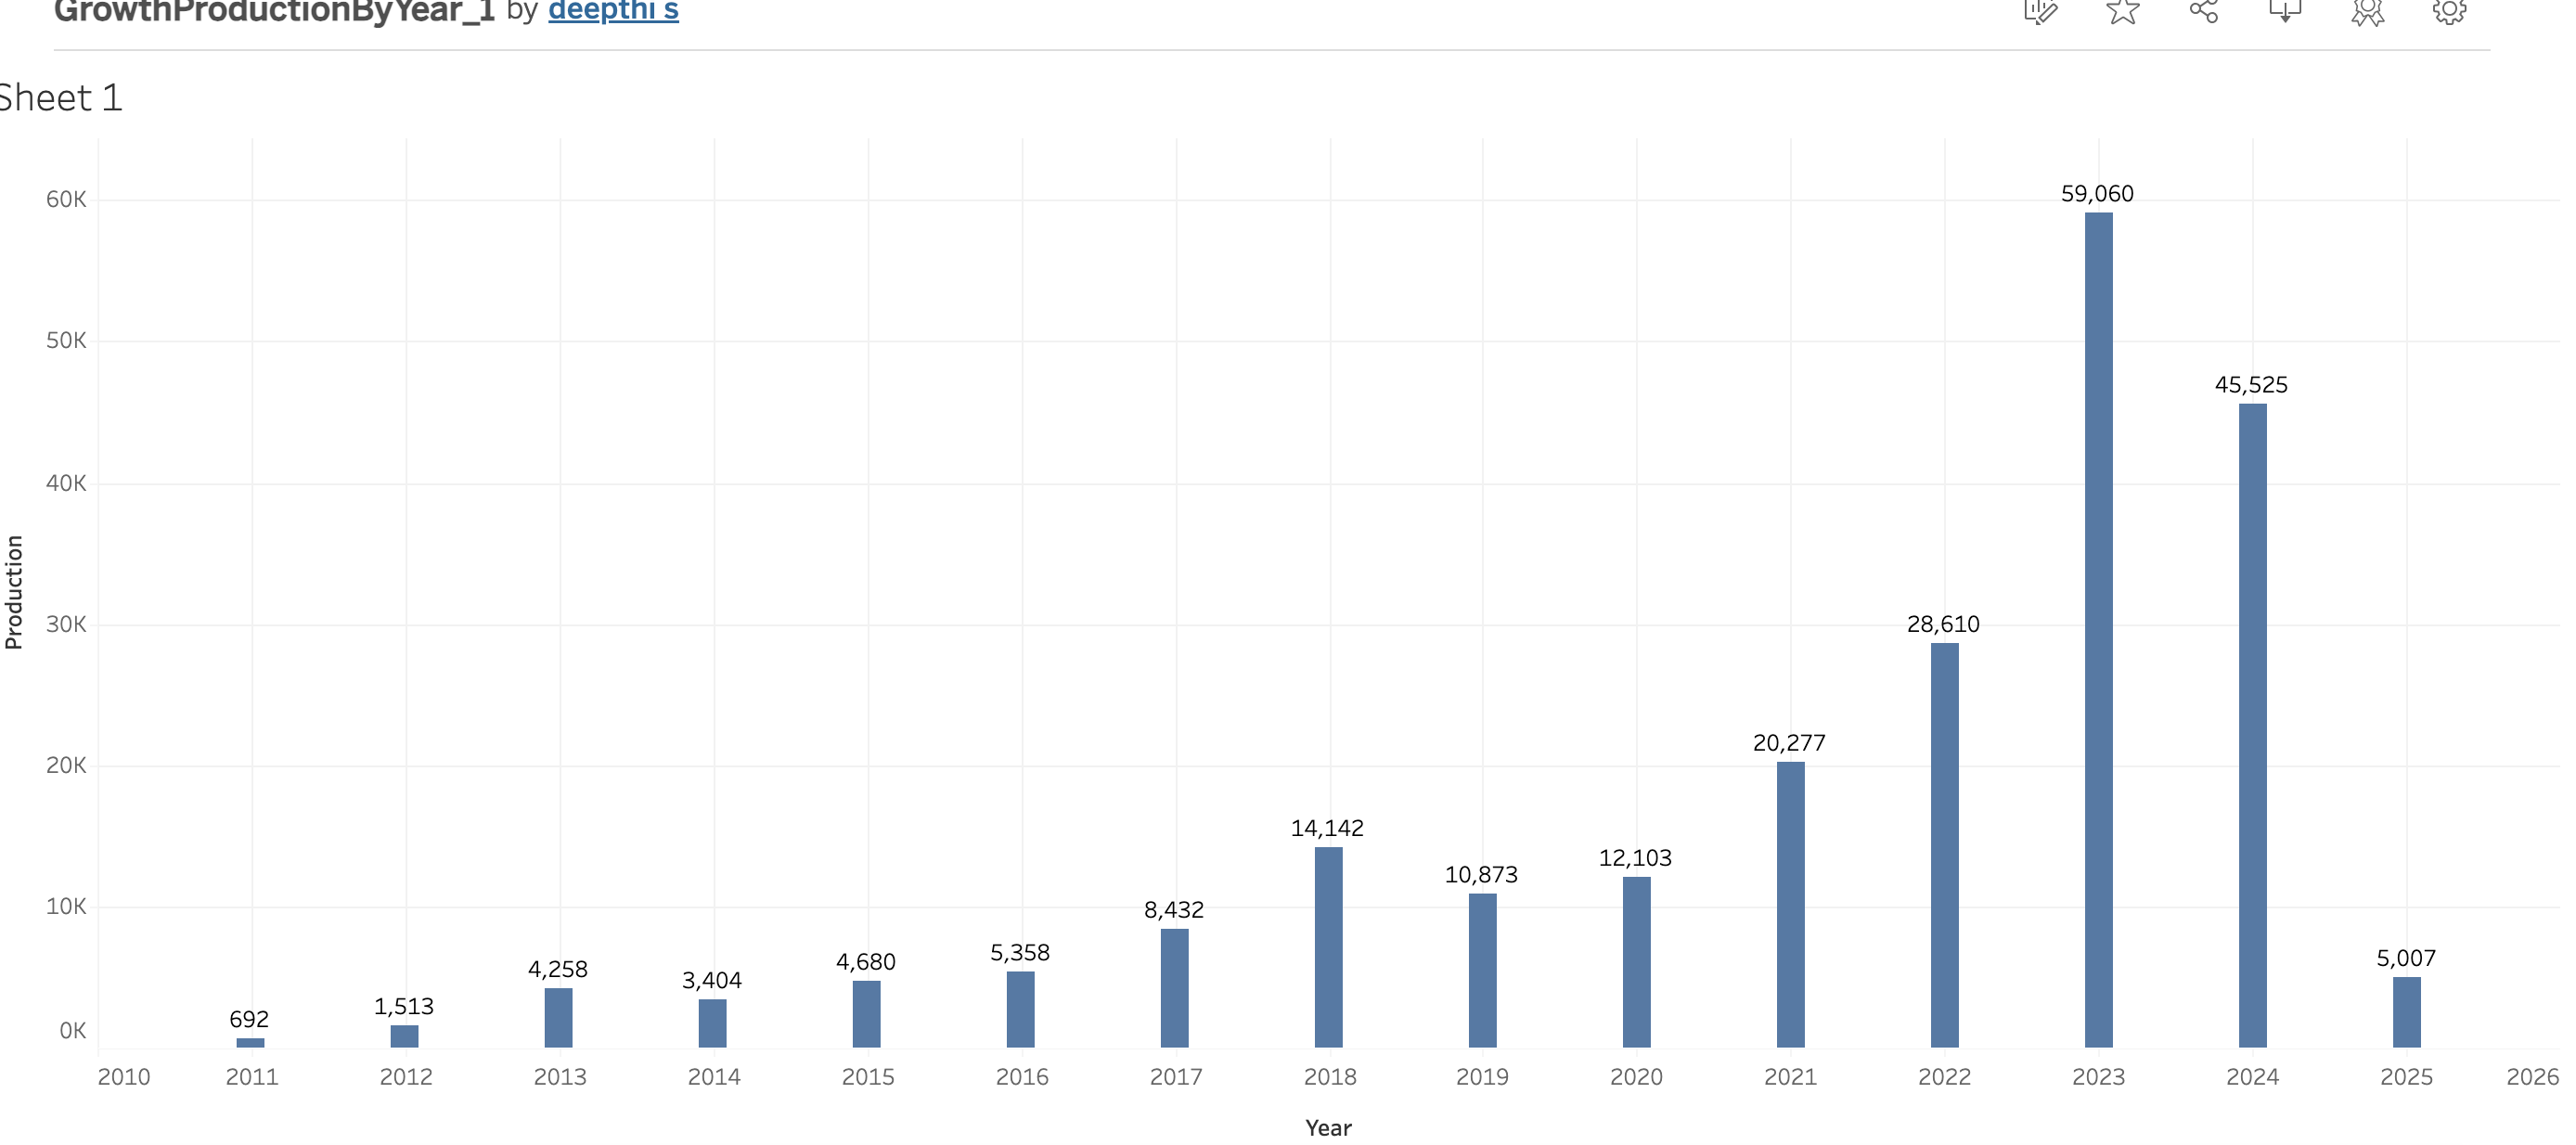 GrowthProductionByYear_1 by deepthi s
Sheet 1
60K
50K
40K
30K
20K
10K
0K
Production
692
1,513
4,258
3,404
4,680
5,358
8,432
14,142
10,873
12,103
20,277
28,610
59,060
45,525
5,007
2010 2011 2012 2013 2014 2015 2016 2017 2018 2019 2020 2021 2022 2023 2024 2025 2026
Year